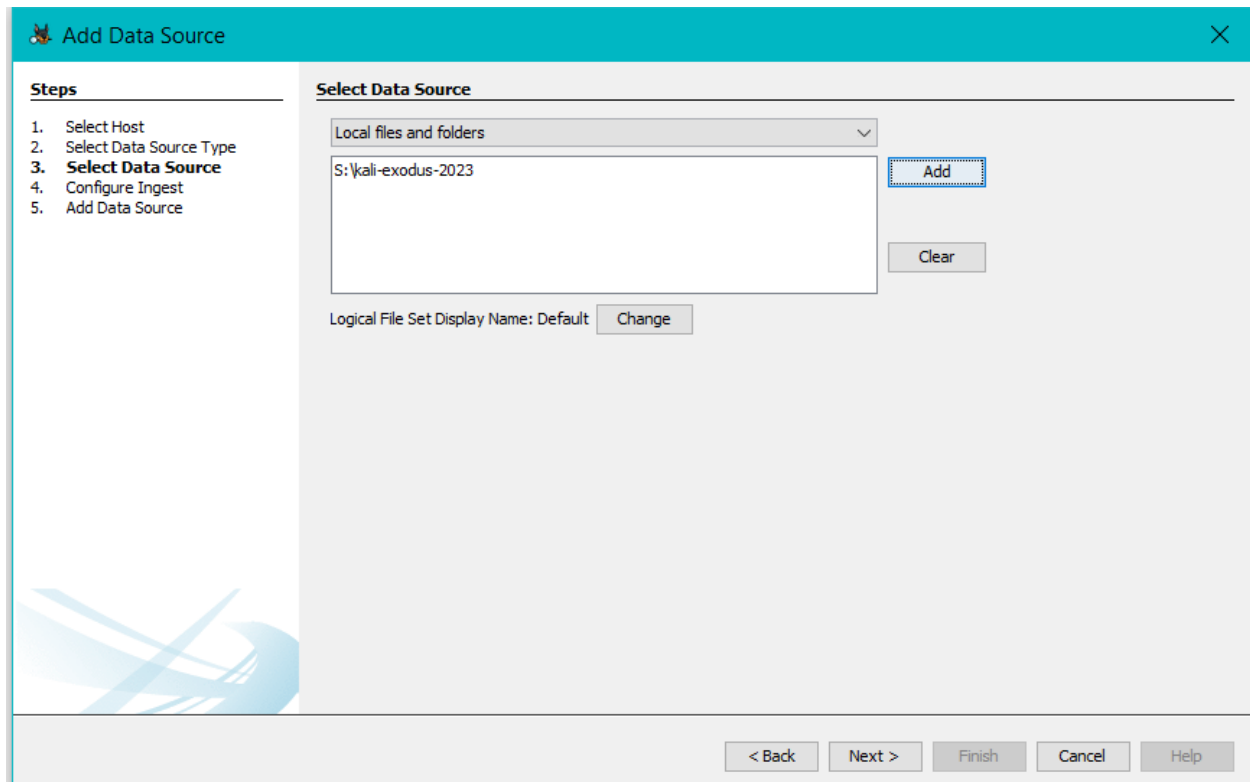 Add Data Source
Steps
1. Select Host
2. Select Data Source Type
3. Select Data Source
4. Configure Ingest
5. Add Data Source
Select Data Source
Local files and folders
S:\kali-exodus-2023
Add
Clear
Logical File Set Display Name: Default Change
< Back Next > Finish Cancel Help